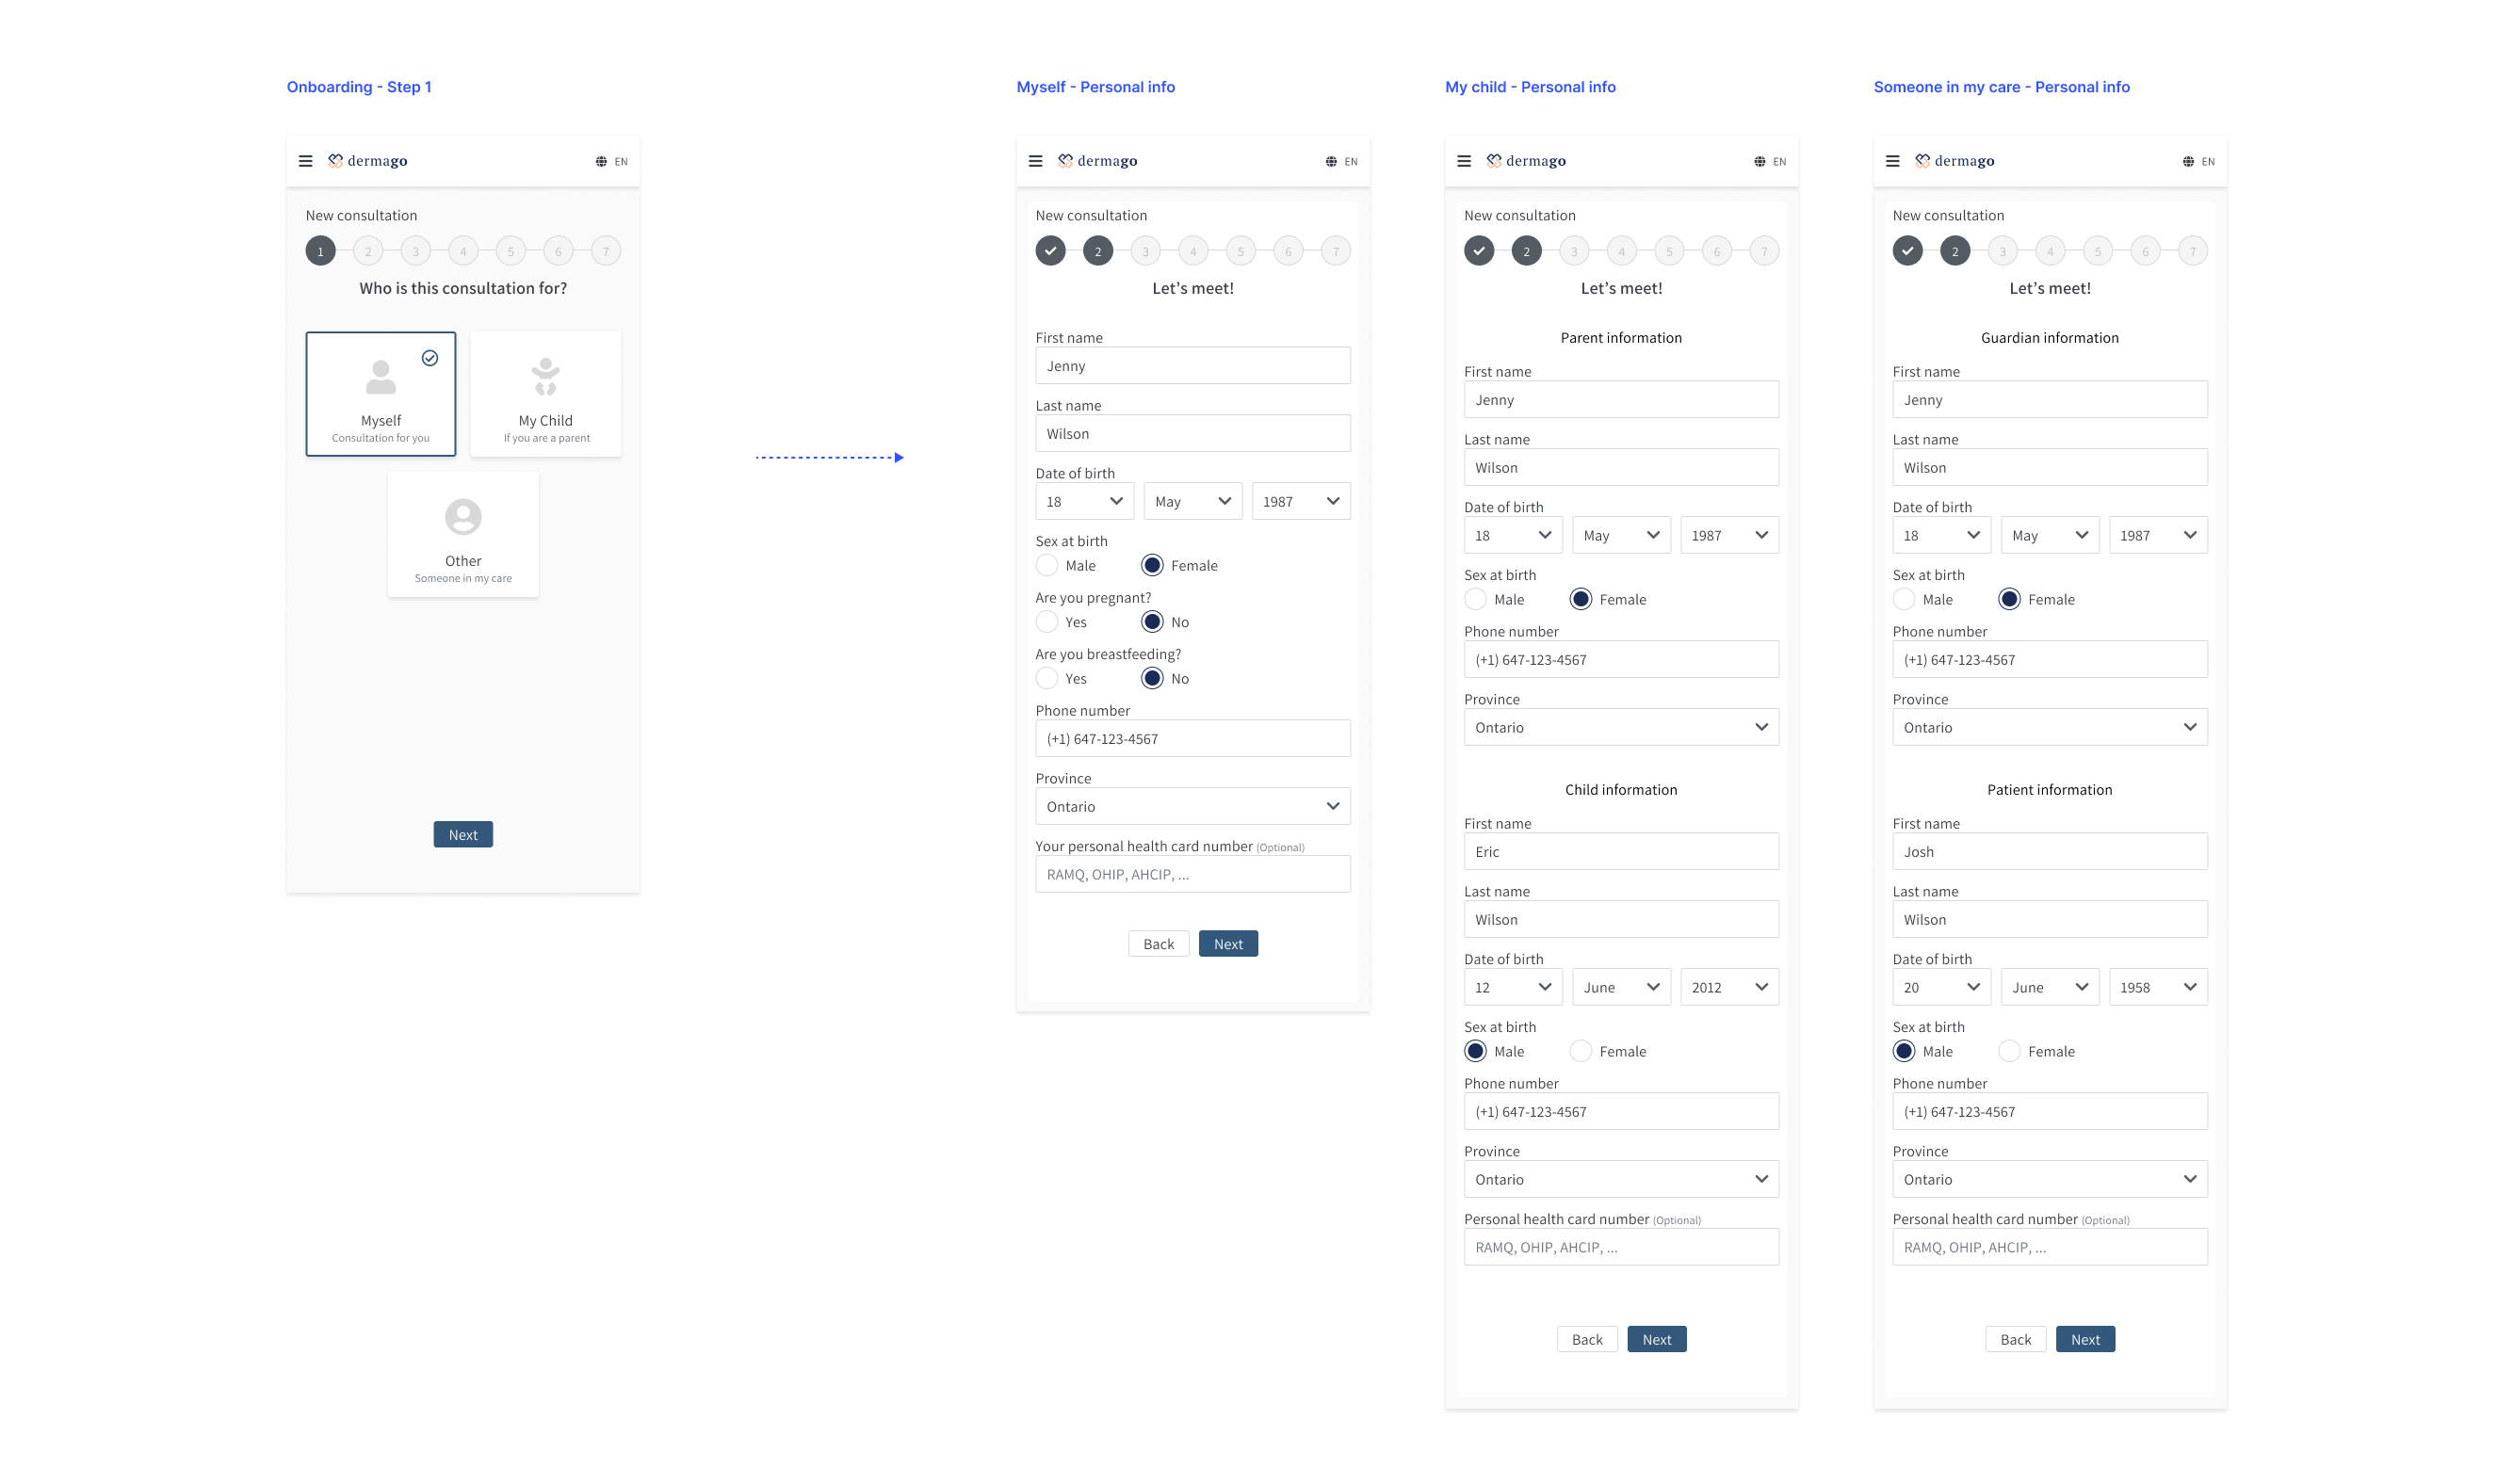 Onboarding - Step 1
dermago
EN
New consultation
1 2 3 4 5 6 7
Who is this consultation for?
Myself
Consultation for you
My Child
If you are a parent
Other
Someone in my care
Next
Myself - Personal info
dermago
EN
New consultation
2 3 4 5 6 7
Let's meet!
First name
Jenny
Last name
Wilson
Date of birth
18 May 1987
Sex at birth
Male Female
Are you pregnant?
Yes No
Are you breastfeeding?
Yes No
Phone number
(+1) 647-123-4567
Province
Ontario
Your personal health card number (Optional)
RAMQ, OHIP, AHCIP, ...
Back Next
My child - Personal info
dermago
EN
New consultation
2 3 4 5 6 7
Let's meet!
Parent information
First name
Jenny
Last name
Wilson
Date of birth
18 May 1987
Sex at birth
Male Female
Phone number
(+1) 647-123-4567
Province
Ontario
Child information
First name
Eric
Last name
Wilson
Date of birth
12 June 2012
Sex at birth
Male Female
Phone number
(+1) 647-123-4567
Province
Ontario
Personal health card number (Optional)
RAMQ, OHIP, AHCIP, ...
Back Next
Someone in my care - Personal info
dermago
EN
New consultation
2 3 4 5 6 7
Let's meet!
Guardian information
First name
Jenny
Last name
Wilson
Date of birth
18 May 1987
Sex at birth
Male Female
Phone number
(+1) 647-123-4567
Province
Ontario
Patient information
First name
Josh
Last name
Wilson
Date of birth
20 June 1958
Sex at birth
Male Female
Phone number
(+1) 647-123-4567
Province
Ontario
Personal health card number (Optional)
RAMQ, OHIP, AHCIP, ...
Back Next